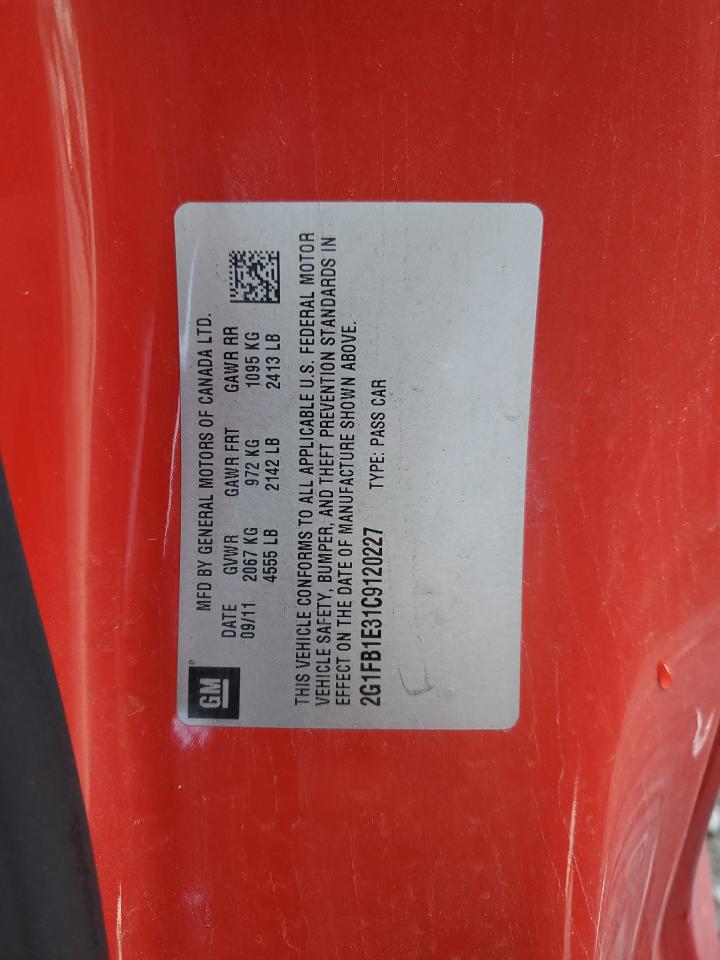 GM
MFD BY GENERAL MOTORS OF CANADA LTD.
DATE GVWR GAWR FRT GAWR RR
09/11 2067 KG 972 KG 1095 KG
4555 LB 2142 LB 2413 LB
THIS VEHICLE CONFORMS TO ALL APPLICABLE U.S. FEDERAL MOTOR
VEHICLE SAFETY, BUMPER, AND THEFT PREVENTION STANDARDS IN
EFFECT ON THE DATE OF MANUFACTURE SHOWN ABOVE.
2G1FB1E31C9120227 TYPE: PASS CAR